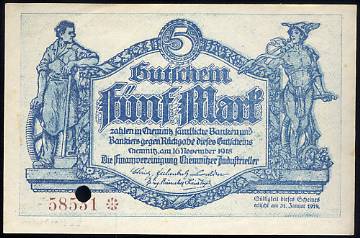 5
Gutschein
Fünf Mark
zahlen in Chemnitz sämtliche Banken und
Bankiers gegen Rückgabe dieses Gutscheins
Chemnitz, am 16. November 1918
Die Finanzvereinigung Chemnitzer Industrieller
58531 *
Gültigkeit dieses Scheines
erlischt am 31. Januar 1919.